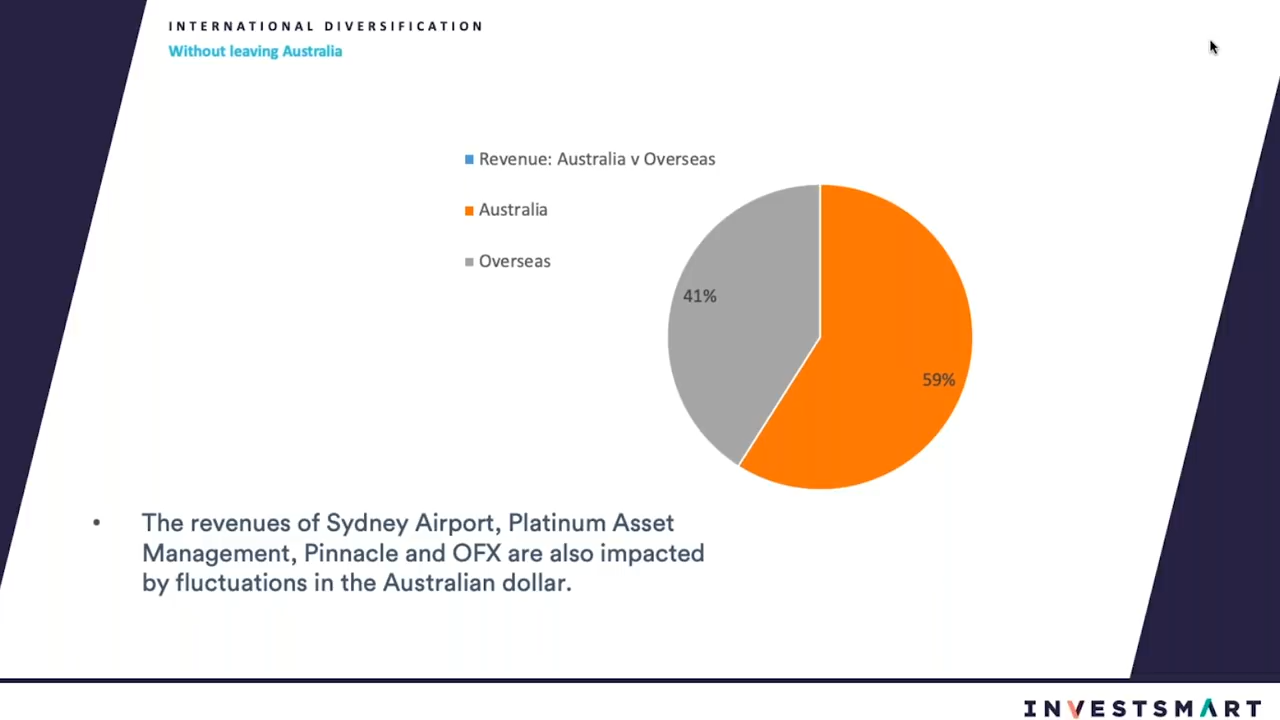 INTERNATIONAL DIVERSIFICATION
Without leaving Australia
Revenue: Australia v Overseas
Australia
Overseas
41%
59%
• The revenues of Sydney Airport, Platinum Asset
Management, Pinnacle and OFX are also impacted
by fluctuations in the Australian dollar.
INVESTSMART